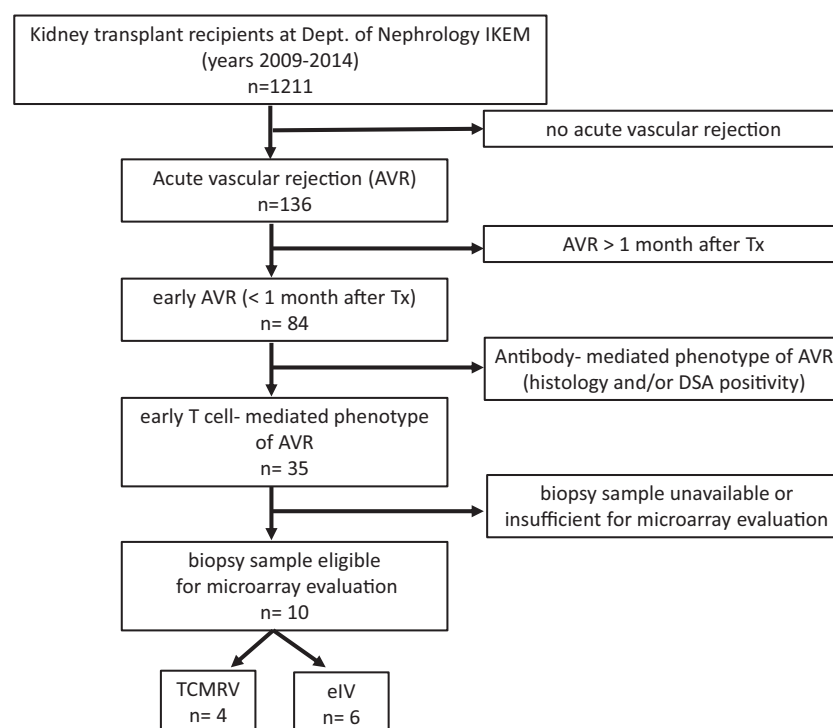 Kidney transplant recipients at Dept. of Nephrology IKEM
(years 2009-2014)
n=1211
no acute vascular rejection
Acute vascular rejection (AVR)
n=136
AVR > 1 month after Tx
early AVR (< 1 month after Tx)
n= 84
Antibody- mediated phenotype of AVR
(histology and/or DSA positivity)
early T cell- mediated phenotype
of AVR
n= 35
biopsy sample unavailable or
insufficient for microarray evaluation
biopsy sample eligible
for microarray evaluation
n= 10
TCMRV
n= 4
eIV
n= 6